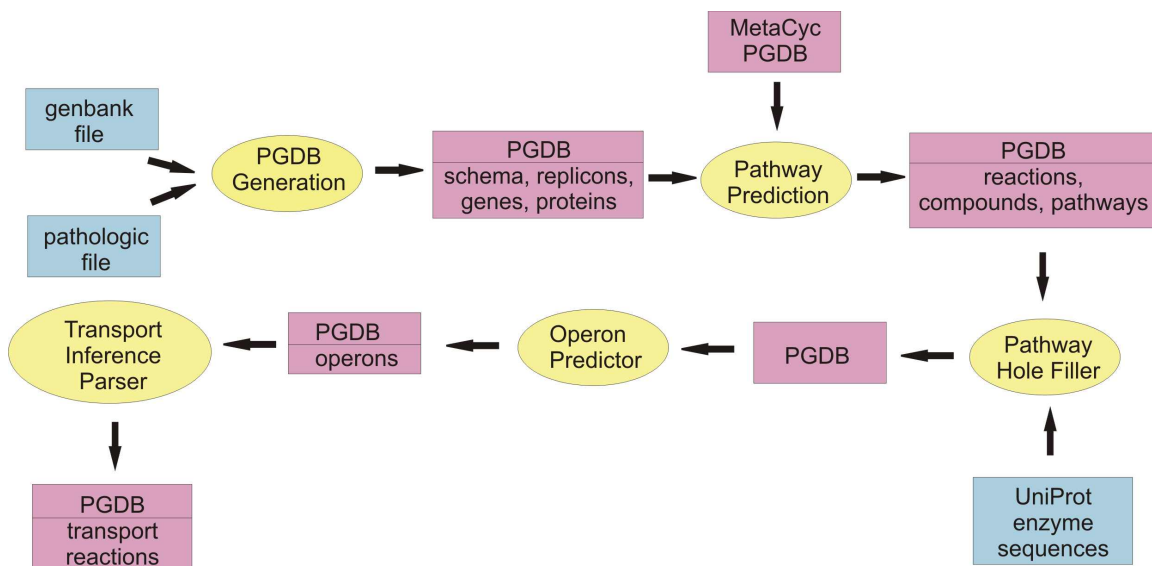 MetaCyc
PGDB
genbank
file
PGDB
Generation
PGDB
schema, replicons,
genes, proteins
Pathway
Prediction
PGDB
reactions,
compounds, pathways
pathologic
file
Transport
Inference
Parser
PGDB
operons
Operon
Predictor
PGDB
Pathway
Hole Filler
PGDB
transport
reactions
UniProt
enzyme
sequences